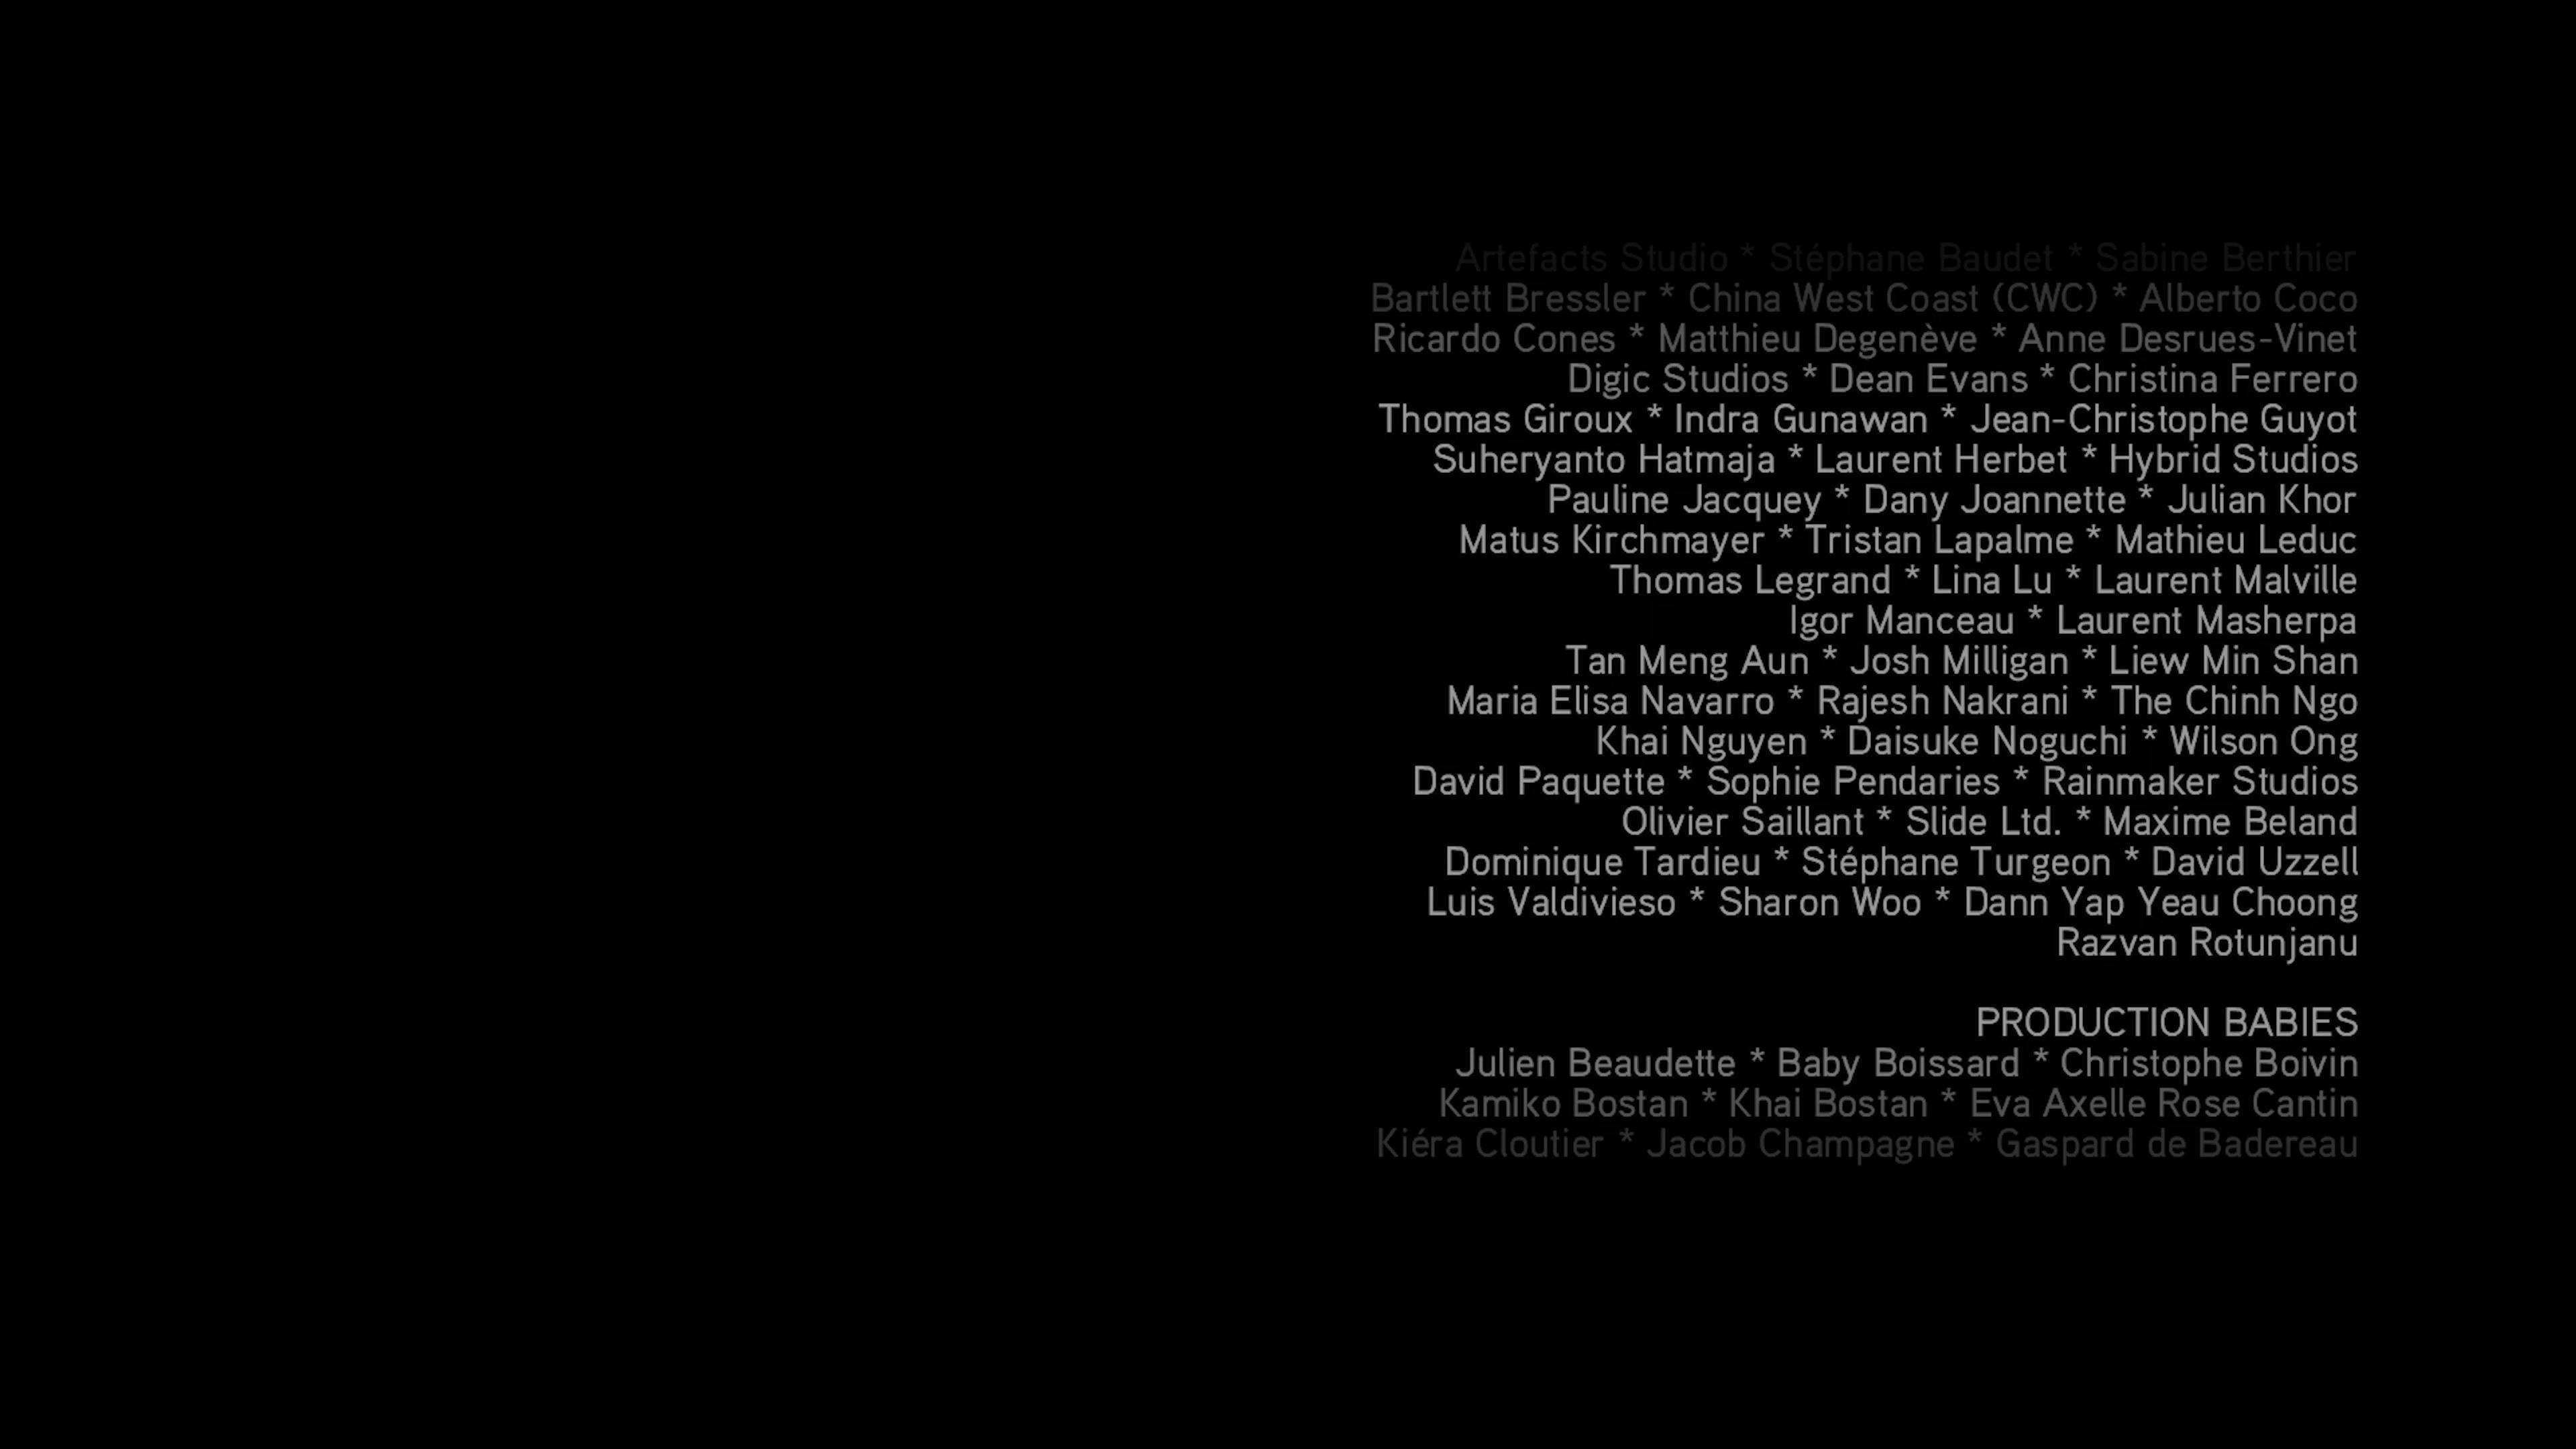 Artefacts Studio * Stéphane Baudet * Sabine Berthier
Bartlett Bressler * China West Coast (CWC) * Alberto Coco
Ricardo Cones * Matthieu Degenève * Anne Desrues-Vinet
Digic Studios * Dean Evans * Christina Ferrero
Thomas Giroux * Indra Gunawan * Jean-Christophe Guyot
Suheryanto Hatmaja * Laurent Herbet * Hybrid Studios
Pauline Jacquey * Dany Joannette * Julian Khor
Matus Kirchmayer * Tristan Lapalme * Mathieu Leduc
Thomas Legrand * Lina Lu * Laurent Malville
Igor Manceau * Laurent Masherpa
Tan Meng Aun * Josh Milligan * Liew Min Shan
Maria Elisa Navarro * Rajesh Nakrani * The Chinh Ngo
Khai Nguyen * Daisuke Noguchi * Wilson Ong
David Paquette * Sophie Pendaries * Rainmaker Studios
Olivier Saillant * Slide Ltd. * Maxime Beland
Dominique Tardieu * Stéphane Turgeon * David Uzzell
Luis Valdivieso * Sharon Woo * Dann Yap Yeau Choong
Razvan Rotunjanu
PRODUCTION BABIES
Julien Beaudette * Baby Boissard * Christophe Boivin
Kamiko Bostan * Khai Bostan * Eva Axelle Rose Cantin
Kiéra Cloutier * Jacob Champagne * Gaspard de Badereau